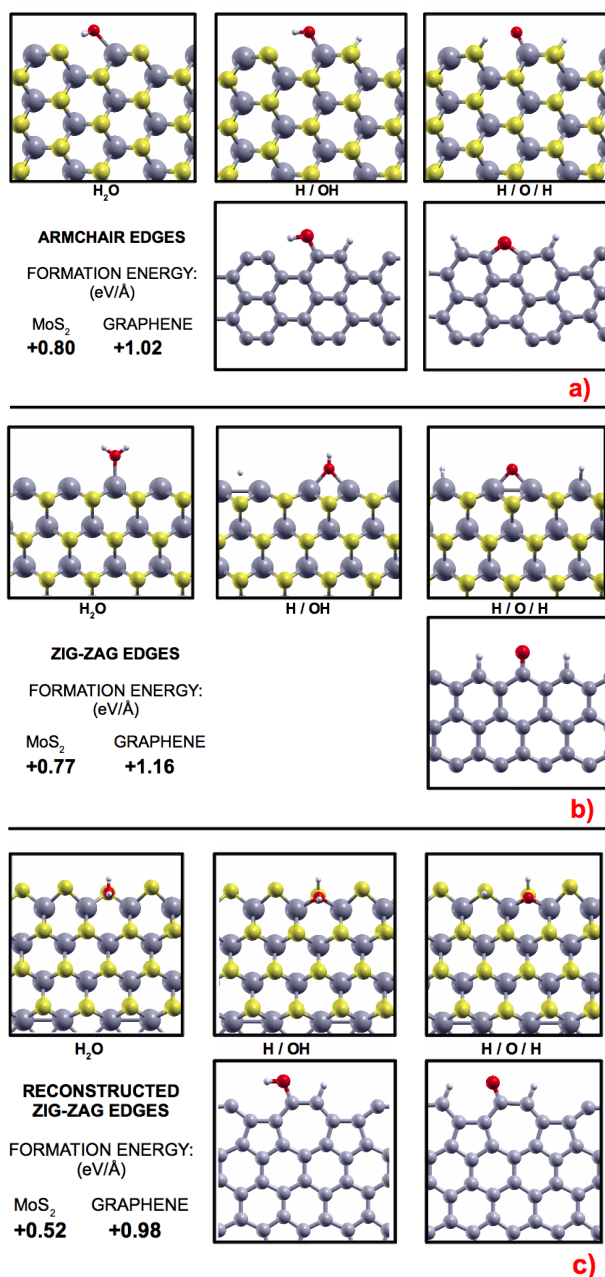 H₂O
H / OH
H / O / H
ARMCHAIR EDGES
FORMATION ENERGY:
(eV/Å)
MoS₂ GRAPHENE
+0.80 +1.02
a)
H₂O
H / OH
H / O / H
ZIG-ZAG EDGES
FORMATION ENERGY:
(eV/Å)
MoS₂ GRAPHENE
+0.77 +1.16
b)
H₂O
H / OH
H / O / H
RECONSTRUCTED
ZIG-ZAG EDGES
FORMATION ENERGY:
(eV/Å)
MoS₂ GRAPHENE
+0.52 +0.98
c)